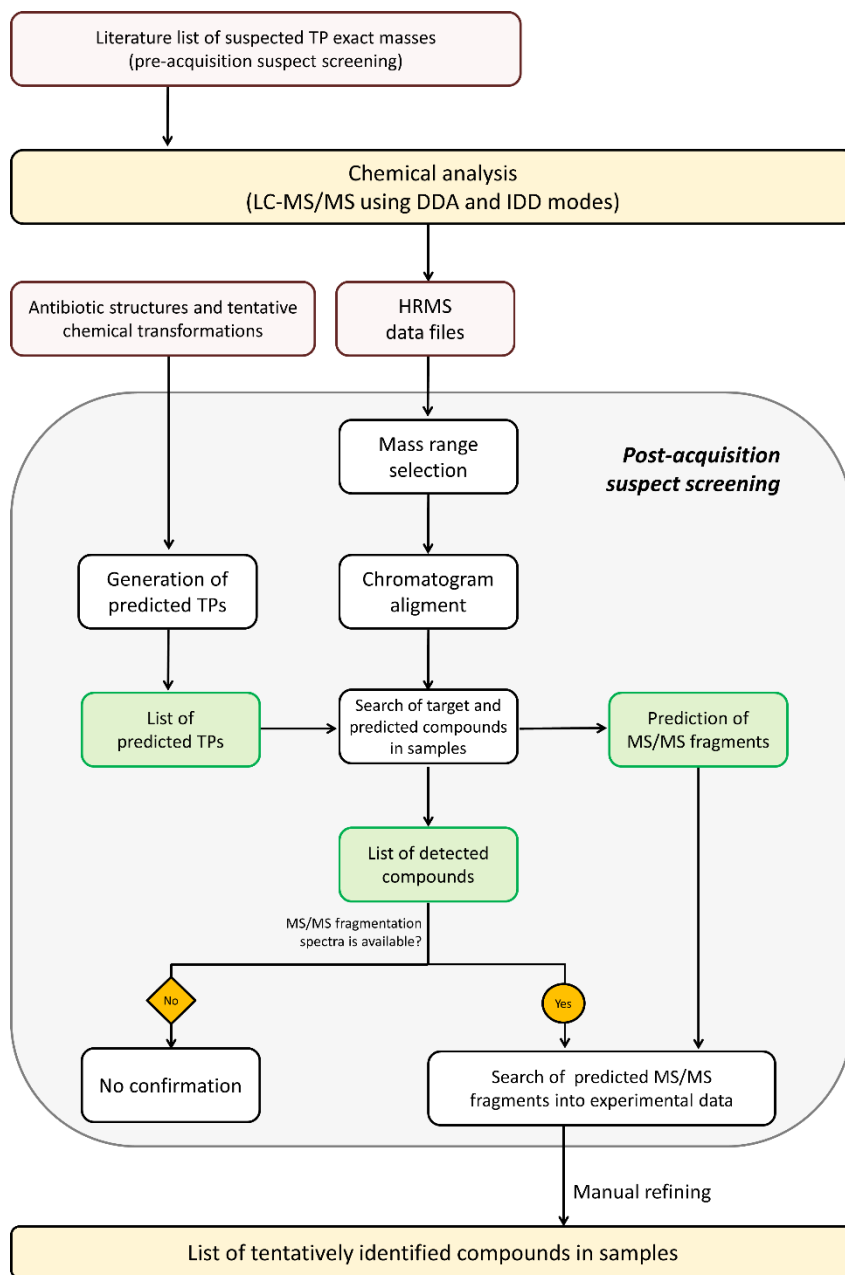 Literature list of suspected TP exact masses
(pre-acquisition suspect screening)
Chemical analysis
(LC-MS/MS using DDA and IDD modes)
Antibiotic structures and tentative
chemical transformations
HRMS
data files
Post-acquisition
suspect screening
Mass range
selection
Generation of
predicted TPs
Chromatogram
aligment
List of
predicted TPs
Search of target and
predicted compounds
in samples
Prediction of
MS/MS fragments
List of detected
compounds
MS/MS fragmentation
spectra is available?
No
Yes
No confirmation
Search of predicted MS/MS
fragments into experimental data
Manual refining
List of tentatively identified compounds in samples